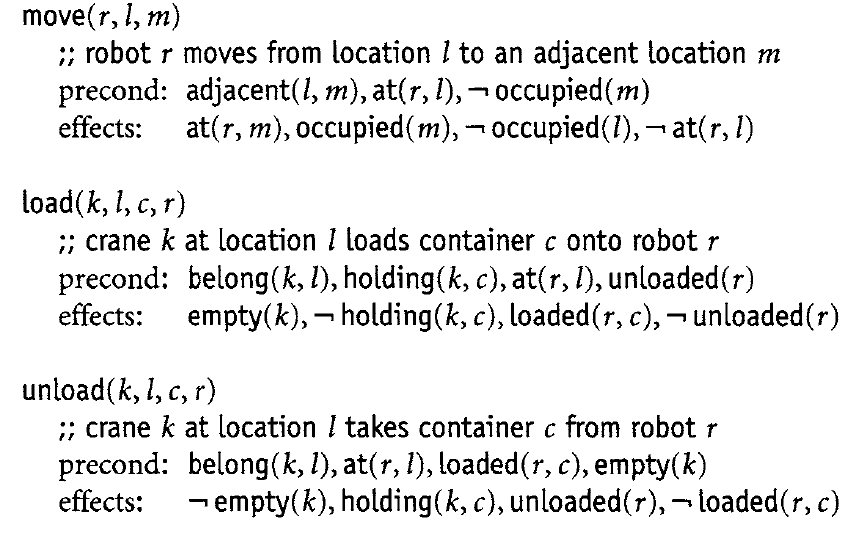 move(r, l, m)
;; robot r moves from location l to an adjacent location m
precond: adjacent(l, m), at(r, l), ¬ occupied(m)
effects: at(r, m), occupied(m), ¬ occupied(l), ¬ at(r, l)
load(k, l, c, r)
;; crane k at location l loads container c onto robot r
precond: belong(k, l), holding(k, c), at(r, l), unloaded(r)
effects: empty(k), ¬ holding(k, c), loaded(r, c), ¬ unloaded(r)
unload(k, l, c, r)
;; crane k at location l takes container c from robot r
precond: belong(k, l), at(r, l), loaded(r, c), empty(k)
effects: ¬ empty(k), holding(k, c), unloaded(r), ¬ loaded(r, c)